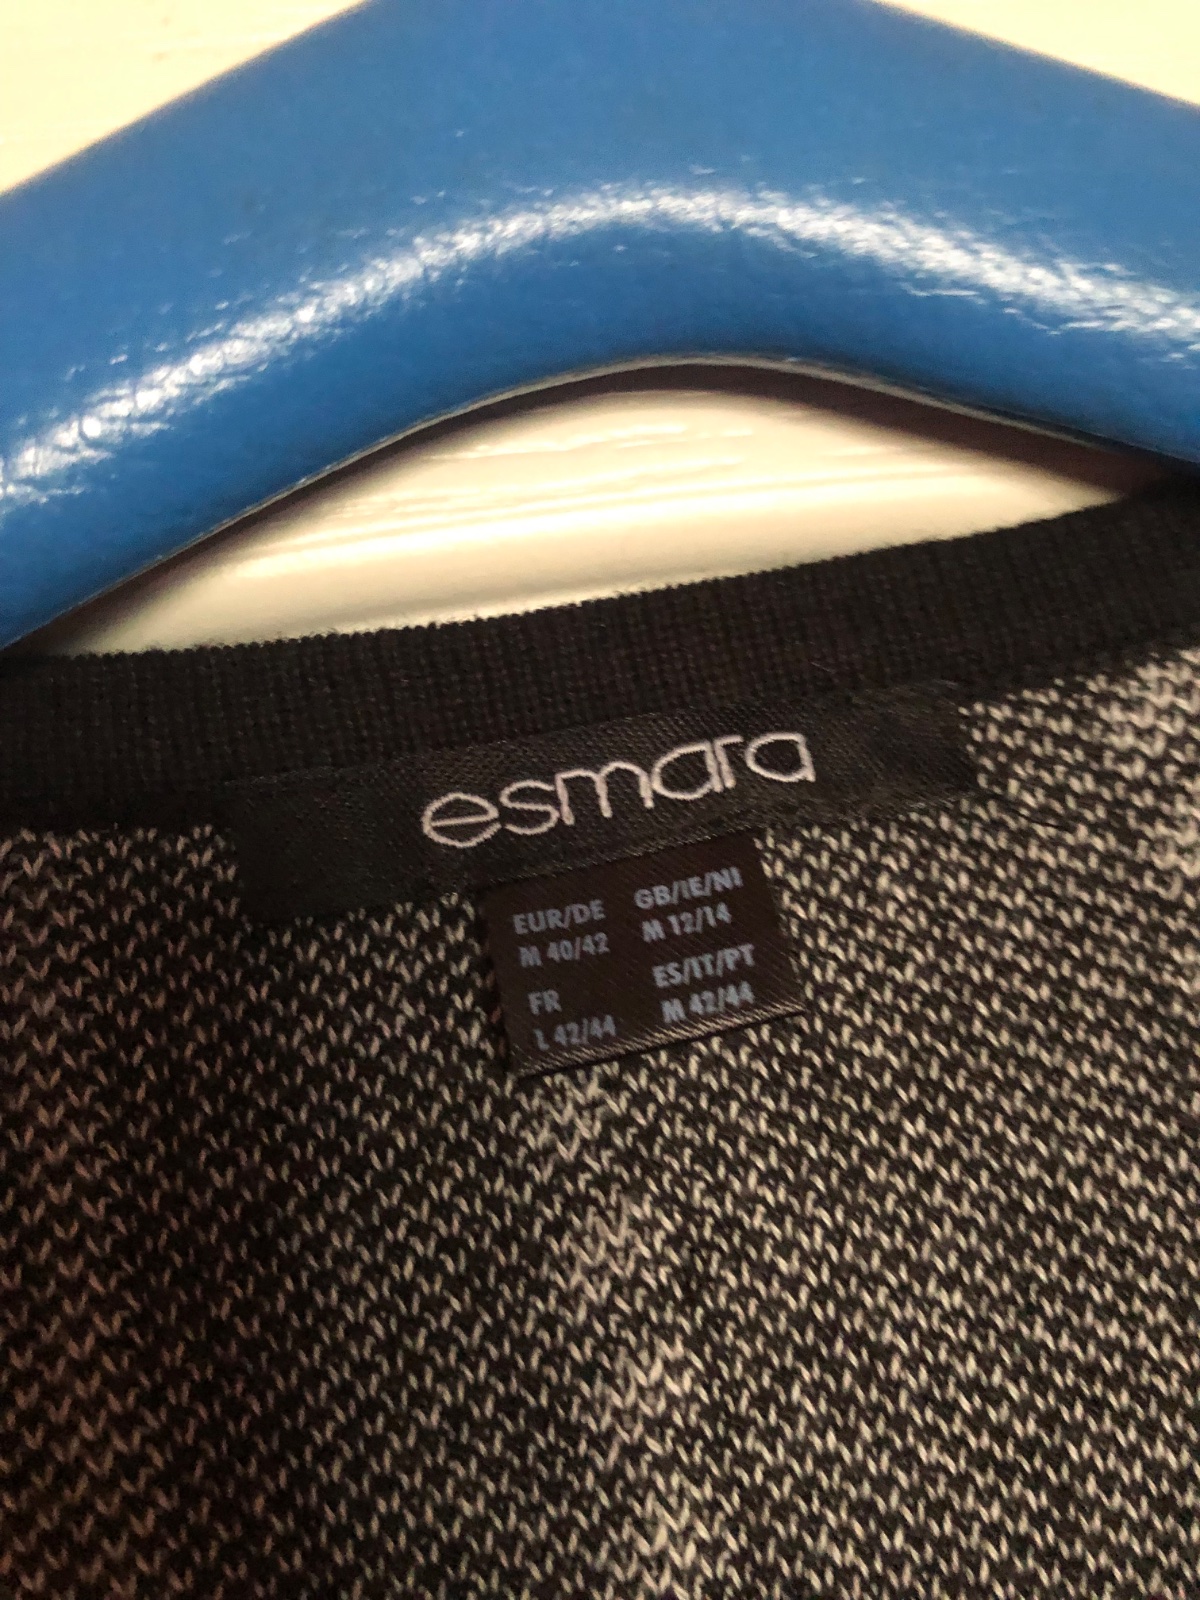 esmara
EUR/DE GB/IE/NI
M 40/42 M 12/14
FR ES/IT/PT
L 42/44 M 42/44